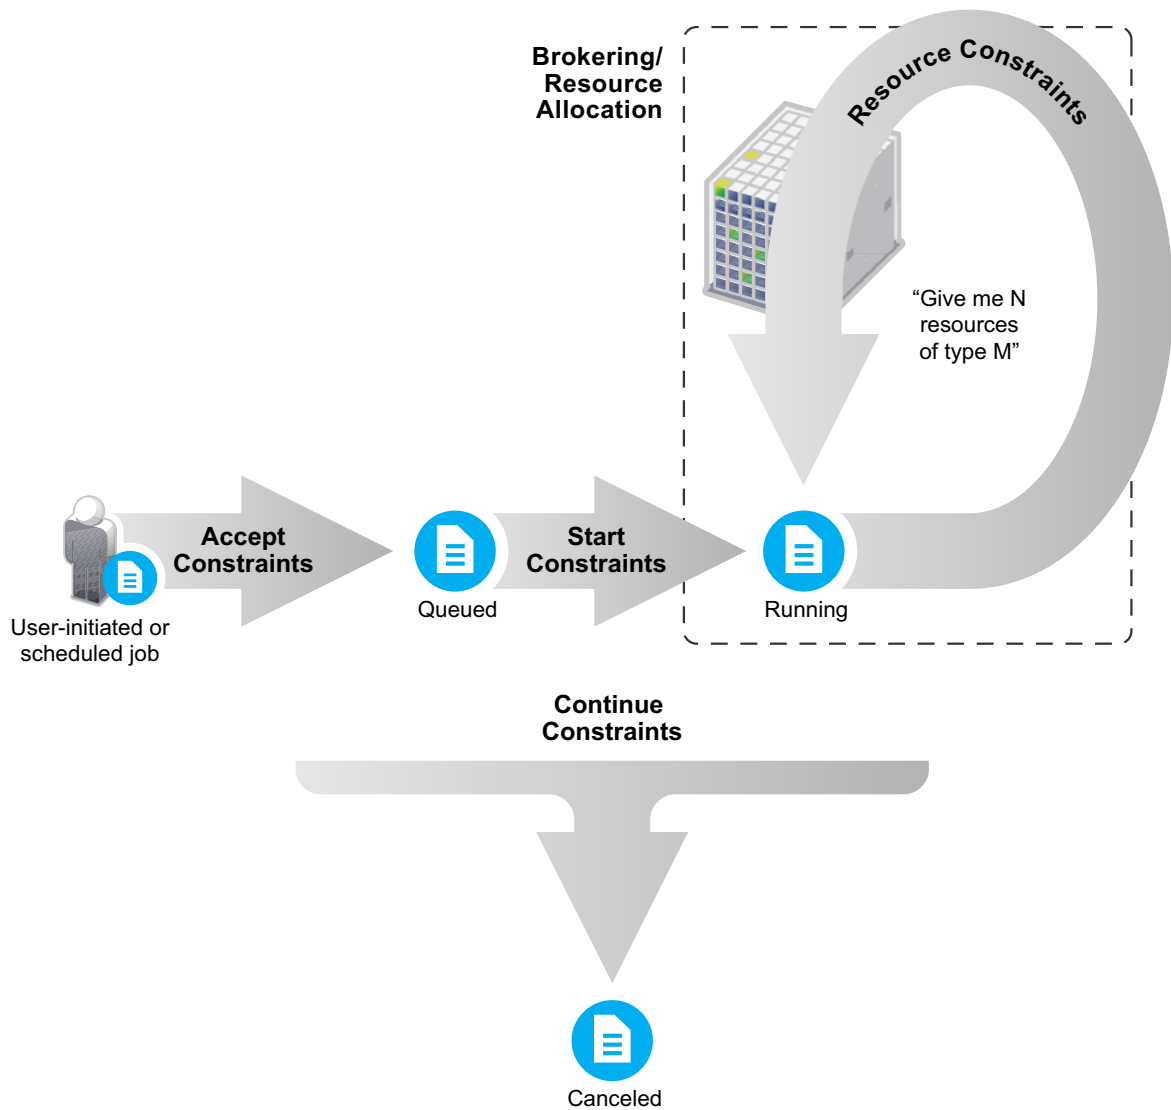 Brokering/
Resource
Allocation
Resource Constraints
“Give me N
resources
of type M”
Accept
Constraints
Start
Constraints
Queued
Running
User-initiated or
scheduled job
Continue
Constraints
Canceled